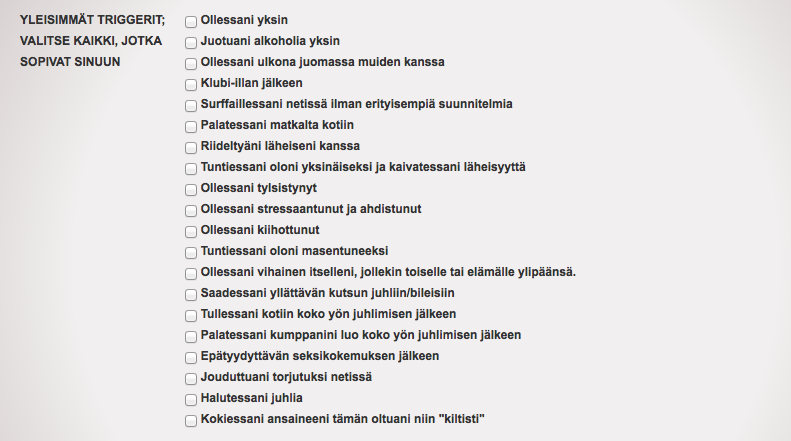 YLEISIMMÄT TRIGGERIT;
VALITSE KAIKKI, JOTKA
SOPIVAT SINUUN
Ollessani yksin
Juotuani alkoholia yksin
Ollessani ulkona juomassa muiden kanssa
Klubi-illan jälkeen
Surffaillessani netissä ilman erityisempiä suunnitelmia
Palatessani matkalta kotiin
Riideltyäni läheiseni kanssa
Tuntiessani oloni yksinäiseksi ja kaivatessani läheisyyttä
Ollessani tylsistynyt
Ollessani stressaantunut ja ahdistunut
Ollessani kiihottunut
Tuntiessani oloni masentuneeksi
Ollessani vihainen itselleni, jollekin toiselle tai elämälle ylipäänsä.
Saadessani yllättävän kutsun juhliin/bileisiin
Tullessani kotiin koko yön juhlimisen jälkeen
Palatessani kumppanini luo koko yön juhlimisen jälkeen
Epätyydyttävän seksikokemuksen jälkeen
Jouduttuani torjutuksi netissä
Halutessani juhlia
Kokiessani ansaineeni tämän oltuani niin "kiltisti"